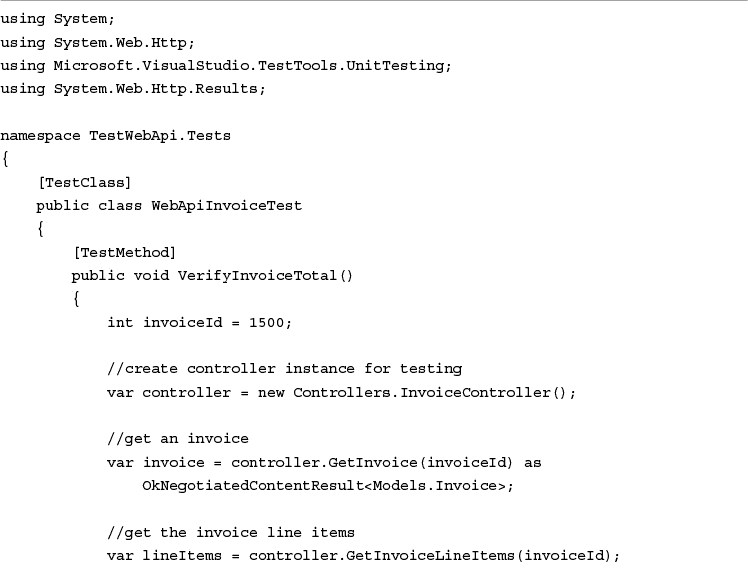 using System;
using System.Web.Http;
using Microsoft.VisualStudio.TestTools.UnitTesting;
using System.Web.Http.Results;

namespace TestWebApi.Tests
{
    [TestClass]
    public class WebApiInvoiceTest
    {
        [TestMethod]
        public void VerifyInvoiceTotal()
        {
            int invoiceId = 1500;

            //create controller instance for testing
            var controller = new Controllers.InvoiceController();

            //get an invoice
            var invoice = controller.GetInvoice(invoiceId) as
                OkNegotiatedContentResult<Models.Invoice>;

            //get the invoice line items
            var lineItems = controller.GetInvoiceLineItems(invoiceId);